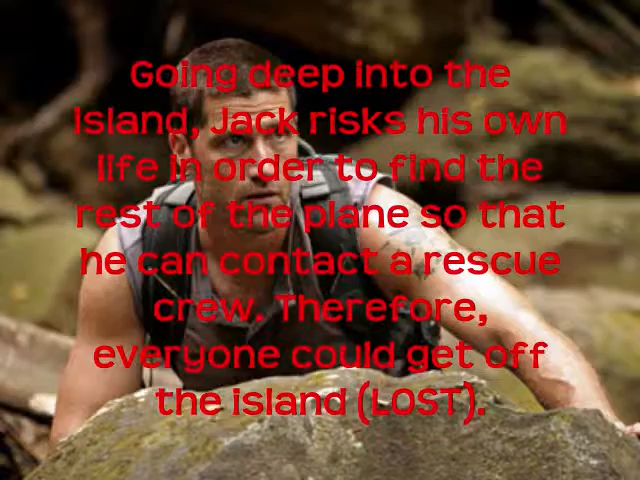 Going deep into the
island, Jack risks his own
life in order to find the
rest of the plane so that
he can contact a rescue
crew. Therefore,
everyone could get off
the island (LOST).